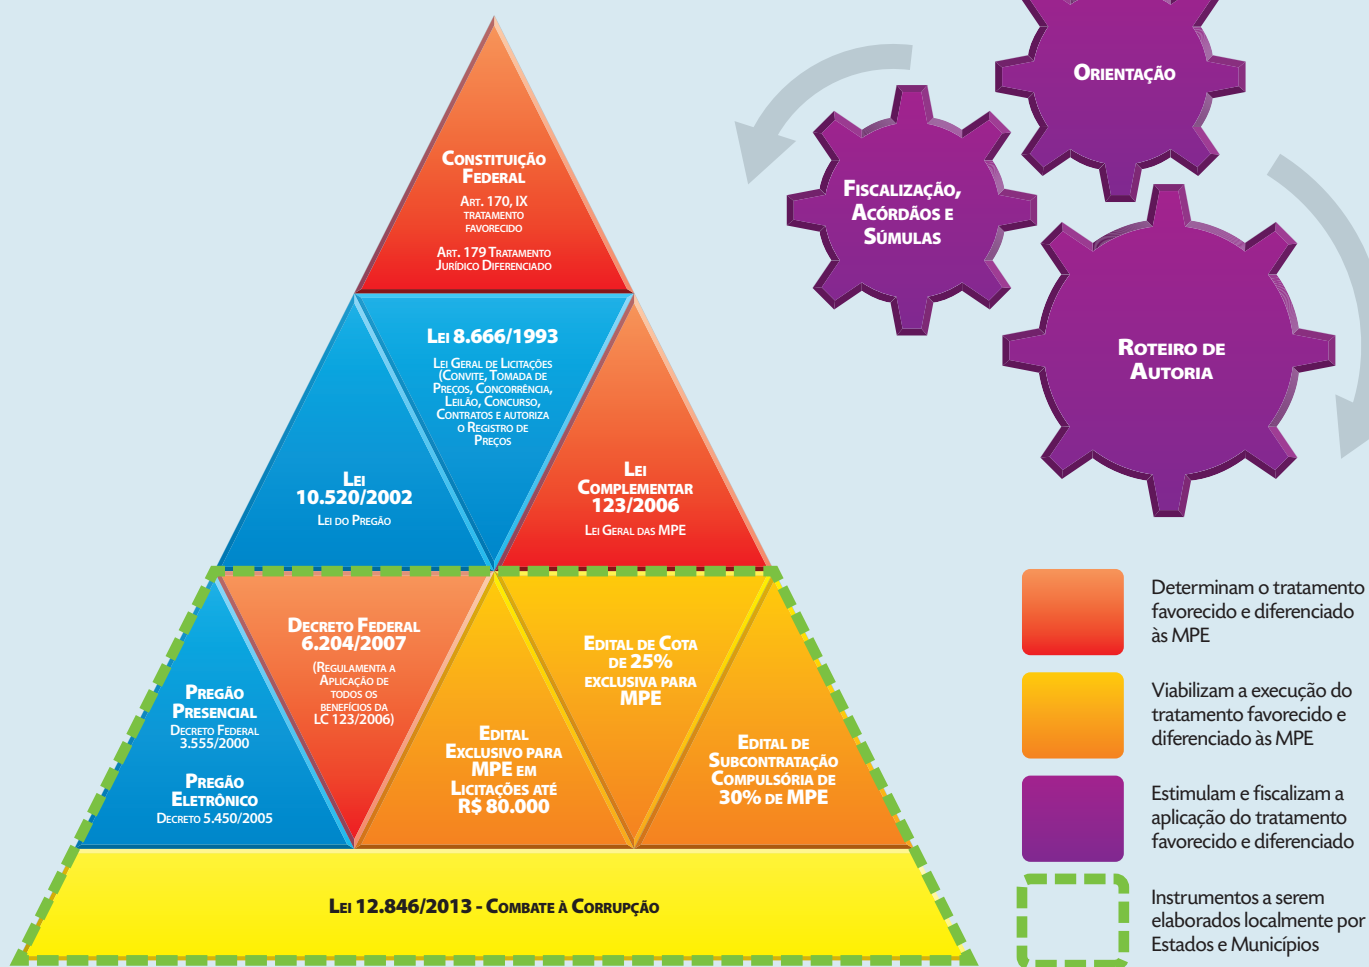 Constituição
Federal
Art. 170, IX
tratamento
favorecido
Art. 179 Tratamento
Jurídico Diferenciado
Lei 8.666/1993
Lei Geral de Licitações
(Convite, Tomada de
Preços, Concorrência,
Leilão, Concurso,
Contratos e autoriza
o Registro de
Preços
Lei
10.520/2002
Lei do Pregão
Lei
Complementar
123/2006
Lei Geral das MPE
Pregão
Presencial
Decreto Federal
3.555/2000
Pregão
Eletrônico
Decreto 5.450/2005
Decreto Federal
6.204/2007
(Regulamenta a
Aplicação de
todos os
benefícios da
LC 123/2006)
Edital
Exclusivo para
MPE em
Licitações até
R$ 80.000
Edital de Cota
de 25%
exclusiva para
MPE
Edital de
Subcontratação
Compulsória de
30% de MPE
Lei 12.846/2013 - Combate à Corrupção
Orientação
Fiscalização,
Acórdãos e
Súmulas
Roteiro de
Autoria
Determinam o tratamento
favorecido e diferenciado
às MPE
Viabilizam a execução do
tratamento favorecido e
diferenciado às MPE
Estimulam e fiscalizam a
aplicação do tratamento
favorecido e diferenciado
Instrumentos a serem
elaborados localmente por
Estados e Municípios